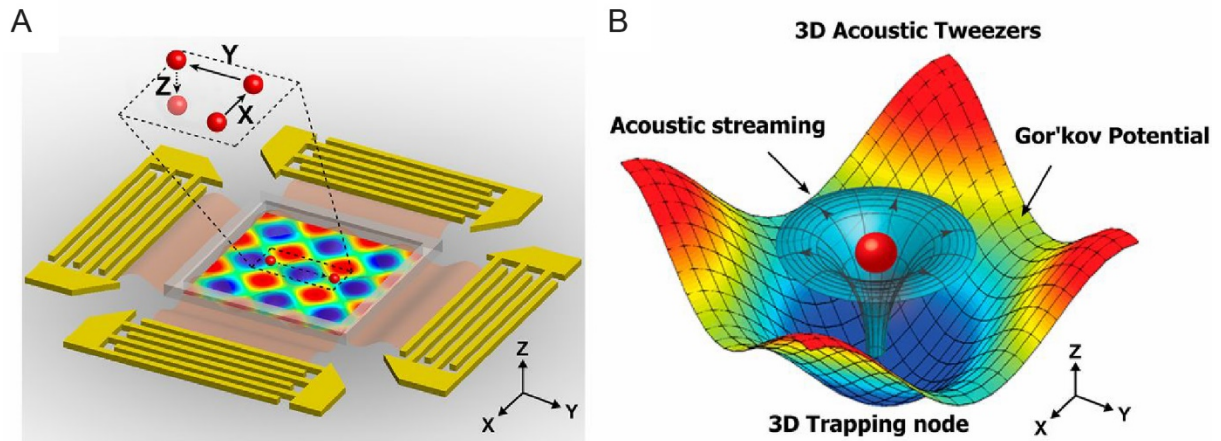 A
Y
Z
X
Z
Y
X
B
3D Acoustic Tweezers
Acoustic streaming
Gor'kov Potential
3D Trapping node
Z
Y
X